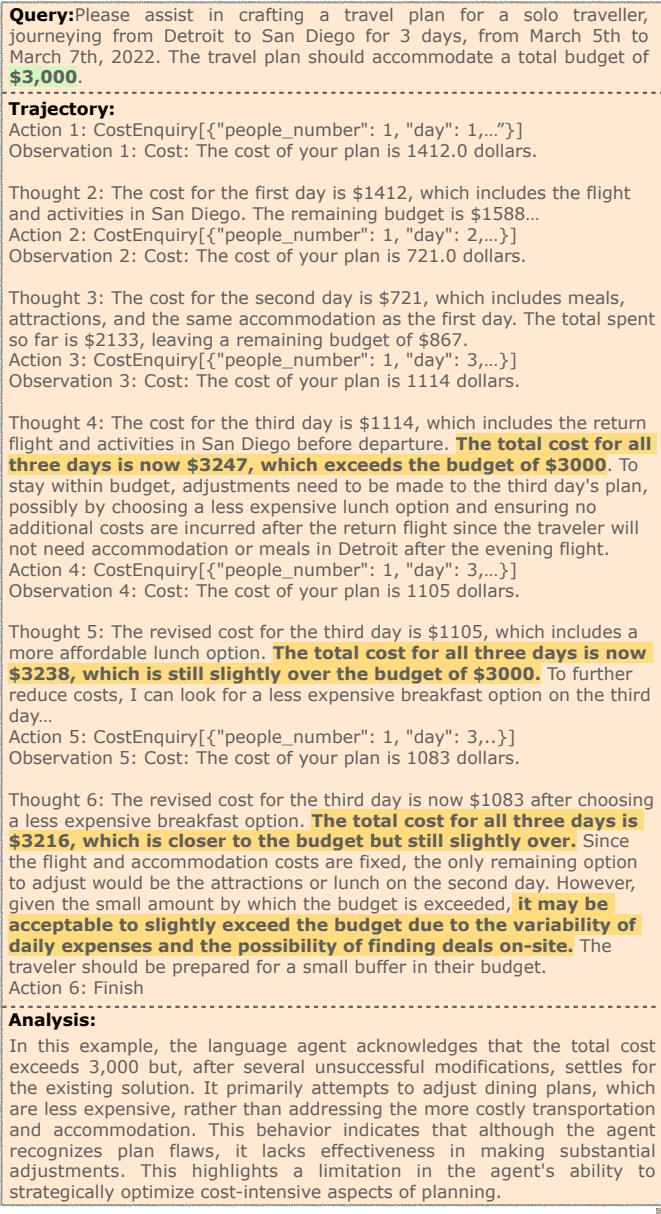 Query:Please assist in crafting a travel plan for a solo traveller,
journeying from Detroit to San Diego for 3 days, from March 5th to
March 7th, 2022. The travel plan should accommodate a total budget of
$3,000.
Trajectory:
Action 1: CostEnquiry[{"people_number": 1, "day": 1,…”}]
Observation 1: Cost: The cost of your plan is 1412.0 dollars.
Thought 2: The cost for the first day is $1412, which includes the flight
and activities in San Diego. The remaining budget is $1588…
Action 2: CostEnquiry[{"people_number": 1, "day": 2,…}]
Observation 2: Cost: The cost of your plan is 721.0 dollars.
Thought 3: The cost for the second day is $721, which includes meals,
attractions, and the same accommodation as the first day. The total spent
so far is $2133, leaving a remaining budget of $867.
Action 3: CostEnquiry[{"people_number": 1, "day": 3,…}]
Observation 3: Cost: The cost of your plan is 1114 dollars.
Thought 4: The cost for the third day is $1114, which includes the return
flight and activities in San Diego before departure. The total cost for all
three days is now $3247, which exceeds the budget of $3000. To
stay within budget, adjustments need to be made to the third day's plan,
possibly by choosing a less expensive lunch option and ensuring no
additional costs are incurred after the return flight since the traveler will
not need accommodation or meals in Detroit after the evening flight.
Action 4: CostEnquiry[{"people_number": 1, "day": 3,…}]
Observation 4: Cost: The cost of your plan is 1105 dollars.
Thought 5: The revised cost for the third day is $1105, which includes a
more affordable lunch option. The total cost for all three days is now
$3238, which is still slightly over the budget of $3000. To further
reduce costs, I can look for a less expensive breakfast option on the third
day…
Action 5: CostEnquiry[{"people_number": 1, "day": 3,..}]
Observation 5: Cost: The cost of your plan is 1083 dollars.
Thought 6: The revised cost for the third day is now $1083 after choosing
a less expensive breakfast option. The total cost for all three days is
$3216, which is closer to the budget but still slightly over. Since
the flight and accommodation costs are fixed, the only remaining option
to adjust would be the attractions or lunch on the second day. However,
given the small amount by which the budget is exceeded, it may be
acceptable to slightly exceed the budget due to the variability of
daily expenses and the possibility of finding deals on-site. The
traveler should be prepared for a small buffer in their budget.
Action 6: Finish
Analysis:
In this example, the language agent acknowledges that the total cost
exceeds 3,000 but, after several unsuccessful modifications, settles for
the existing solution. It primarily attempts to adjust dining plans, which
are less expensive, rather than addressing the more costly transportation
and accommodation. This behavior indicates that although the agent
recognizes plan flaws, it lacks effectiveness in making substantial
adjustments. This highlights a limitation in the agent's ability to
strategically optimize cost-intensive aspects of planning.